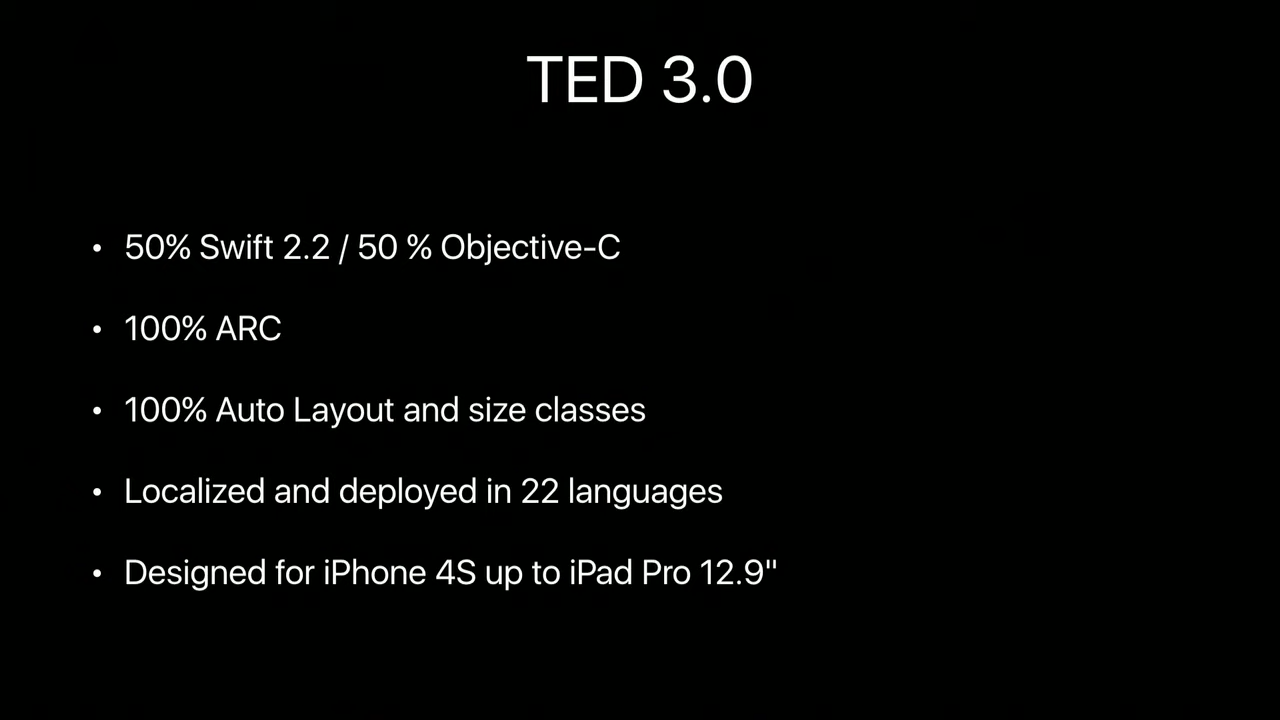 TED 3.0
• 50% Swift 2.2 / 50 % Objective-C
• 100% ARC
• 100% Auto Layout and size classes
• Localized and deployed in 22 languages
• Designed for iPhone 4S up to iPad Pro 12.9"